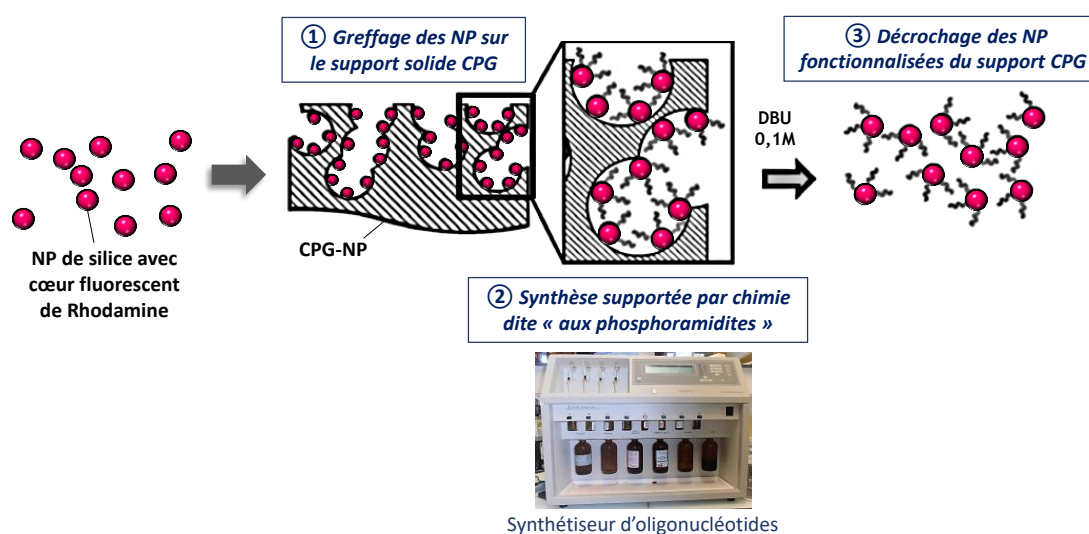 ① Greffage des NP sur
le support solide CPG
③ Décrochage des NP
fonctionnalisées du support CPG
DBU
0,1M
NP de silice avec
cœur fluorescent
de Rhodamine
CPG-NP
② Synthèse supportée par chimie
dite « aux phosphoramidites »
Synthétiseur d'oligonucléotides